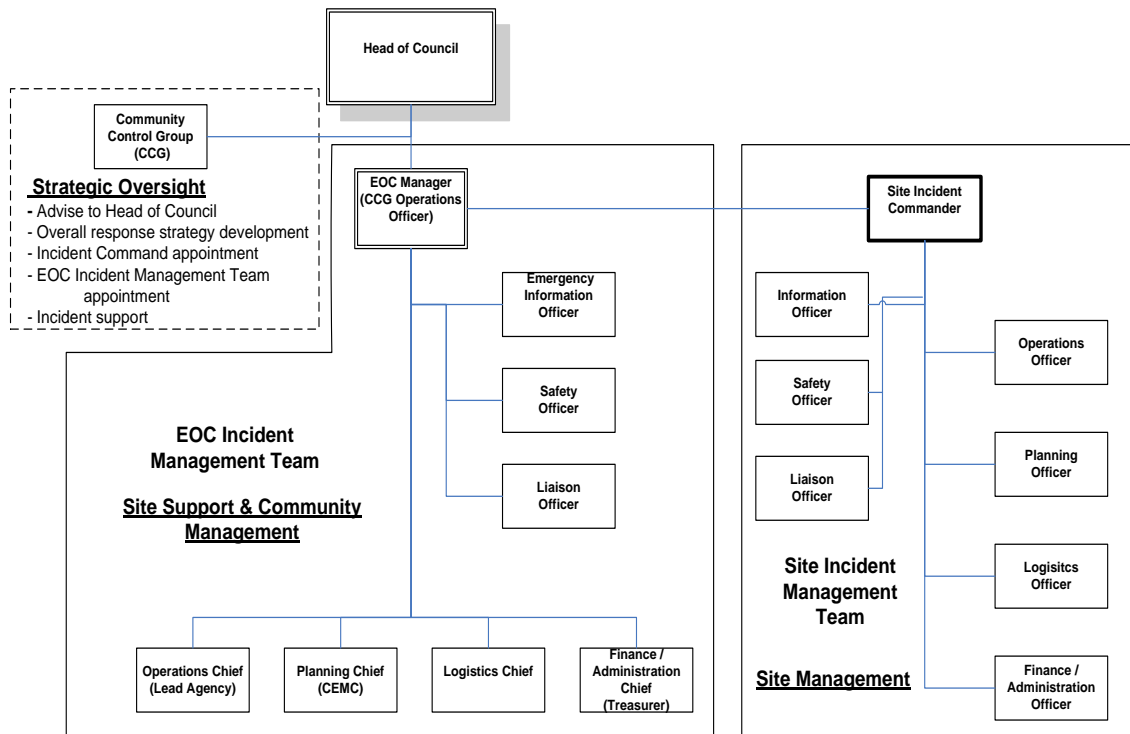 Head of Council
Community
Control Group
(CCG)
Strategic Oversight
- Advise to Head of Council
- Overall response strategy development
- Incident Command appointment
- EOC Incident Management Team
appointment
- Incident support
EOC Manager
(CCG Operations
Officer)
Emergency
Information
Officer
Safety
Officer
Liaison
Officer
EOC Incident
Management Team
Site Support & Community
Management
Operations Chief
(Lead Agency)
Planning Chief
(CEMC)
Logistics Chief
Finance /
Administration
Chief
(Treasurer)
Site Incident
Commander
Information
Officer
Safety
Officer
Liaison
Officer
Operations
Officer
Planning
Officer
Logisitcs
Officer
Finance /
Administration
Officer
Site Incident
Management
Team
Site Management